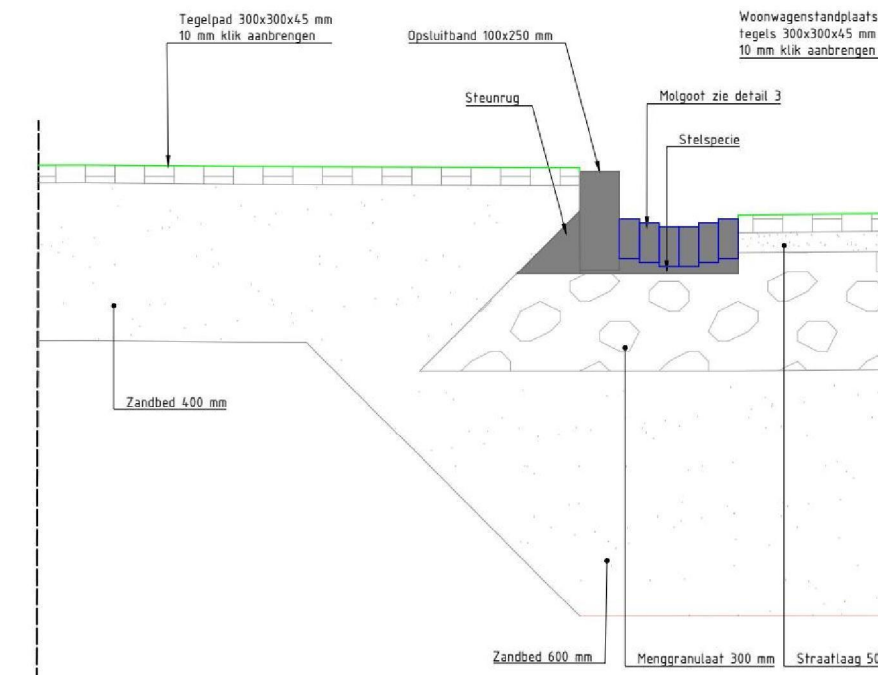 Tegelpad 300x300x45 mm
10 mm klik aanbrengen
Opsluitband 100x250 mm
Woonwagenstandplaats
tegels 300x300x45 mm
10 mm klik aanbrengen
Steunrug
Molgoot zie detail 3
Stelspecie
Zandbed 400 mm
Zandbed 600 mm
Menggranulaat 300 mm
Straatlaag 50